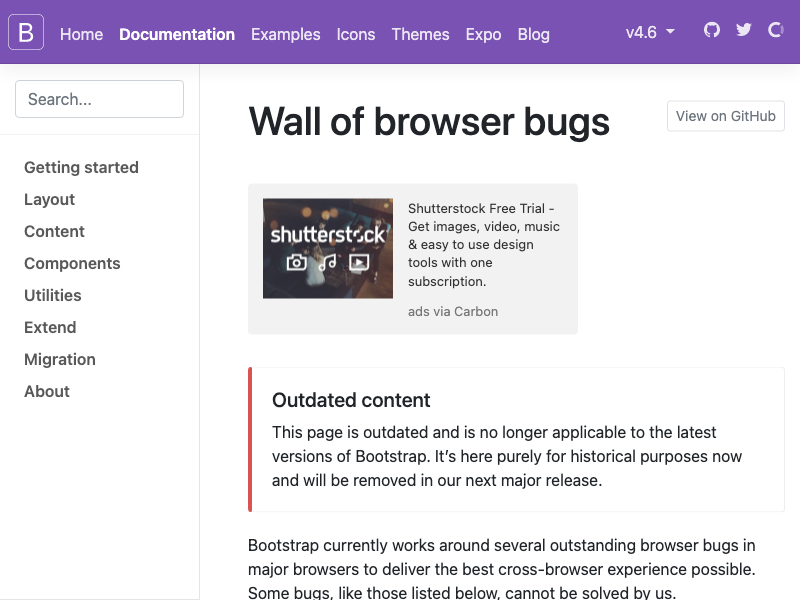 B Home Documentation Examples Icons Themes Expo Blog v4.6
Search...
Getting started
Layout
Content
Components
Utilities
Extend
Migration
About
Wall of browser bugs
View on GitHub
shutterstock
Shutterstock Free Trial -
Get images, video, music
& easy to use design
tools with one
subscription.
ads via Carbon
Outdated content
This page is outdated and is no longer applicable to the latest
versions of Bootstrap. It’s here purely for historical purposes now
and will be removed in our next major release.
Bootstrap currently works around several outstanding browser bugs in
major browsers to deliver the best cross-browser experience possible.
Some bugs, like those listed below, cannot be solved by us.